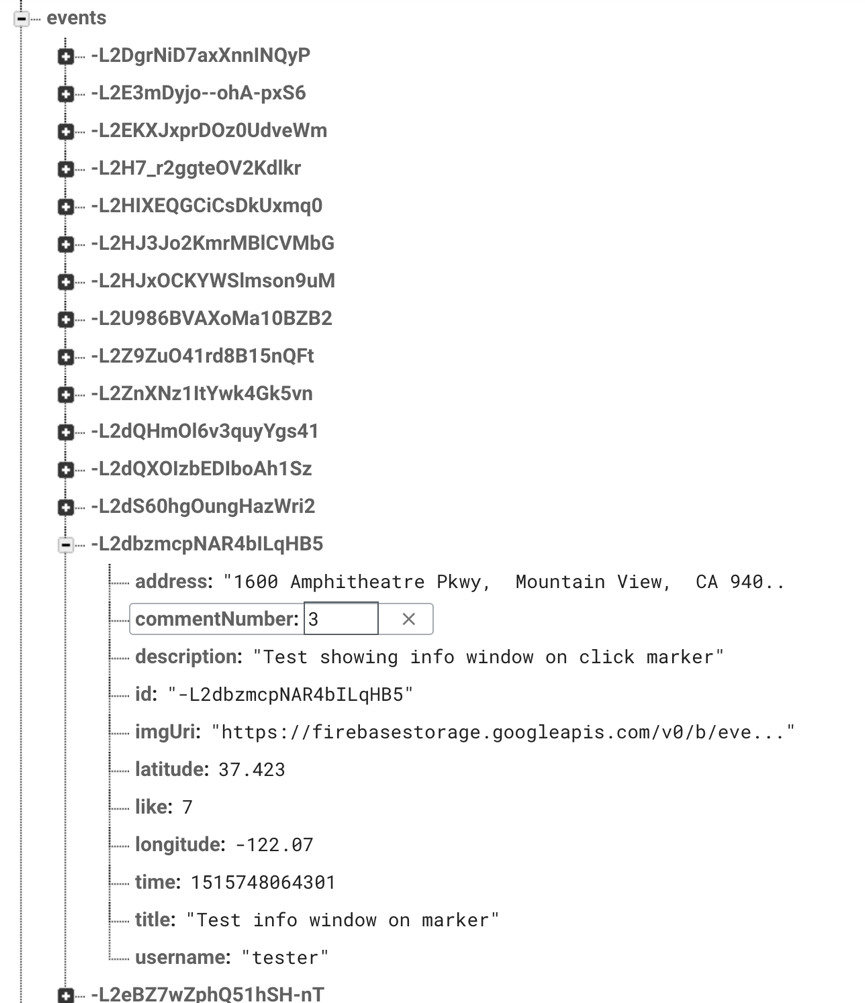 events
-L2DgrNiD7axXnnINQyP
-L2E3mDyjo--ohA-pxS6
-L2EKXJxprDOz0UdveWm
-L2H7_r2ggteOV2Kdlkr
-L2HIXEQGCiCsDkUxmq0
-L2HJ3Jo2KmrMBlCVMbG
-L2HJxOCKYWSlmson9uM
-L2U986BVAXoMa10BZB2
-L2Z9ZuO41rd8B15nQFt
-L2ZnXNz1ItYwk4Gk5vn
-L2dQHmOl6v3quyYgs41
-L2dQXOIzbEDIboAh1Sz
-L2dS60hgOungHazWri2
-L2dbzmcpNAR4bILqHB5
address: "1600 Amphitheatre Pkwy,  Mountain View,  CA 940..
commentNumber: 3
description: "Test showing info window on click marker"
id: "-L2dbzmcpNAR4bILqHB5"
imgUri: "https://firebasestorage.googleapis.com/v0/b/eve..."
latitude: 37.423
like: 7
longitude: -122.07
time: 1515748064301
title: "Test info window on marker"
username: "tester"
-L2eBZ7wZphQ51hSH-nT